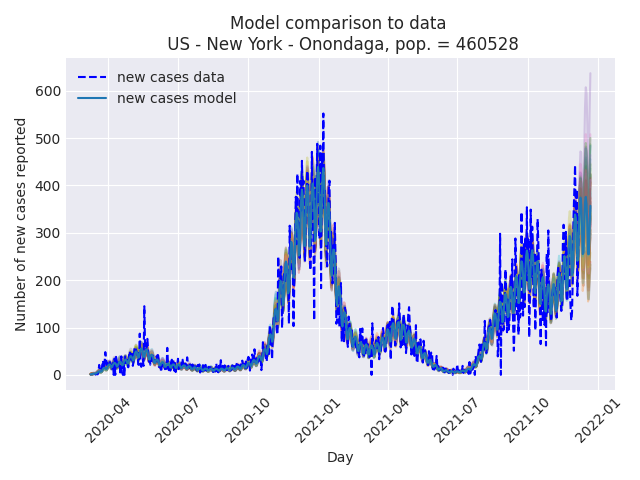 Model comparison to data
US - New York - Onondaga, pop. = 460528
new cases data
new cases model
Number of new cases reported
600
500
400
300
200
100
0
2020-04
2020-07
2020-10
2021-01
2021-04
2021-07
2021-10
2022-01
Day